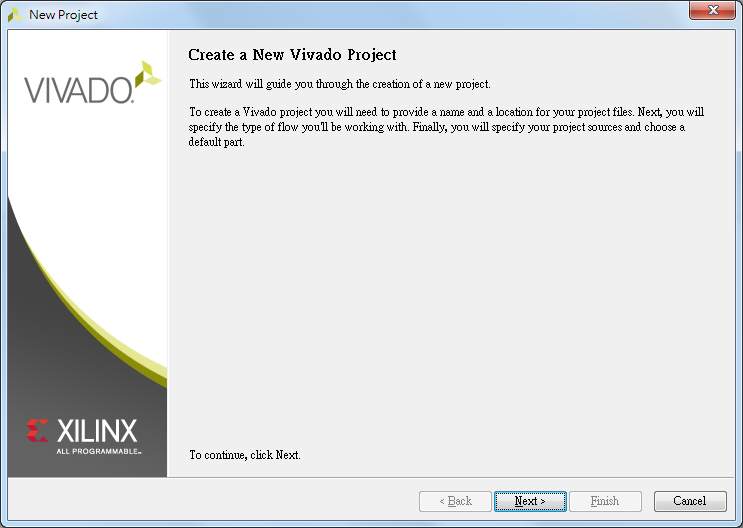 New Project
VIVADO.
Create a New Vivado Project
This wizard will guide you through the creation of a new project.
To create a Vivado project you will need to provide a name and a location for your project files. Next, you will
specify the type of flow you'll be working with. Finally, you will specify your project sources and choose a
default part.
XILINX
ALL PROGRAMMABLE™
To continue, click Next.
< Back
Next >
Finish
Cancel